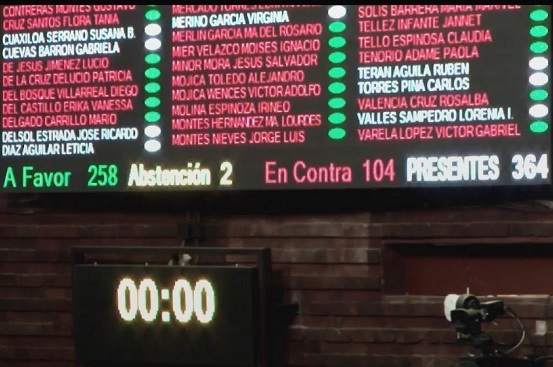 CONTRERAS MONTES GUSTAVO
CRUZ SANTOS FLORA TANIA
CUAXILOA SERRANO SUSANA B.
CUEVAS BARRON GABRIELA
DE JESUS JIMENEZ LUCIO
DE LA CRUZ DELUCIO PATRICIA
DEL BOSQUE VILLARREAL DIEGO
DEL CASTILLO ERIKA VANESSA
DELGADO CARRILLO MARIO
DELSOL ESTRADA JOSE RICARDO
DIAZ AGUILAR LETICIA
MERCADO TORRES
MERINO GARCIA VIRGINIA
MERLIN GARCIA MA DEL ROSARIO
MIER VELAZCO MOISES IGNACIO
MINOR MORA JESUS SALVADOR
MOJICA TOLEDO ALEJANDRO
MOJICA WENCES VICTOR ADOLFO
MOLINA ESPINOZA IRINEO
MONTES HERNANDEZ MA. LOURDES
MONTES NIEVES JORGE LUIS
SOLIS BARRERA MARIA
TELLEZ INFANTE JANNET
TELLO ESPINOSA CLAUDIA
TENORIO ADAME PAOLA
TERAN AGUILA RUBEN
TORRES PIÑA CARLOS
VALENCIA CRUZ ROSALBA
VALLES SAMPEDRO LORENIA I.
VARELA LOPEZ VICTOR GABRIEL
A Favor 258 Abstención 2 En Contra 104 PRESENTES 364
00:00